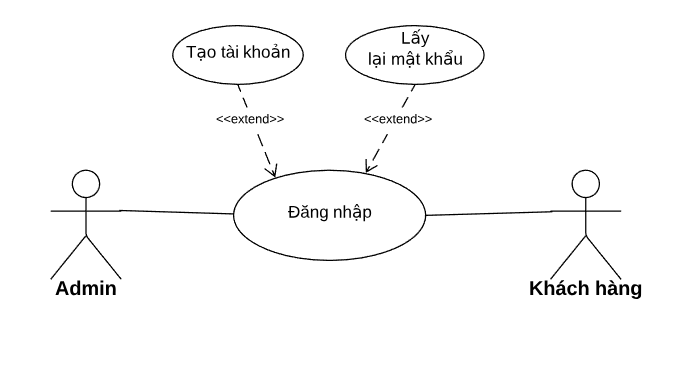 Tạo tài khoản
Lấy
lại mật khẩu
<<extend>>
<<extend>>
Đăng nhập
Admin
Khách hàng